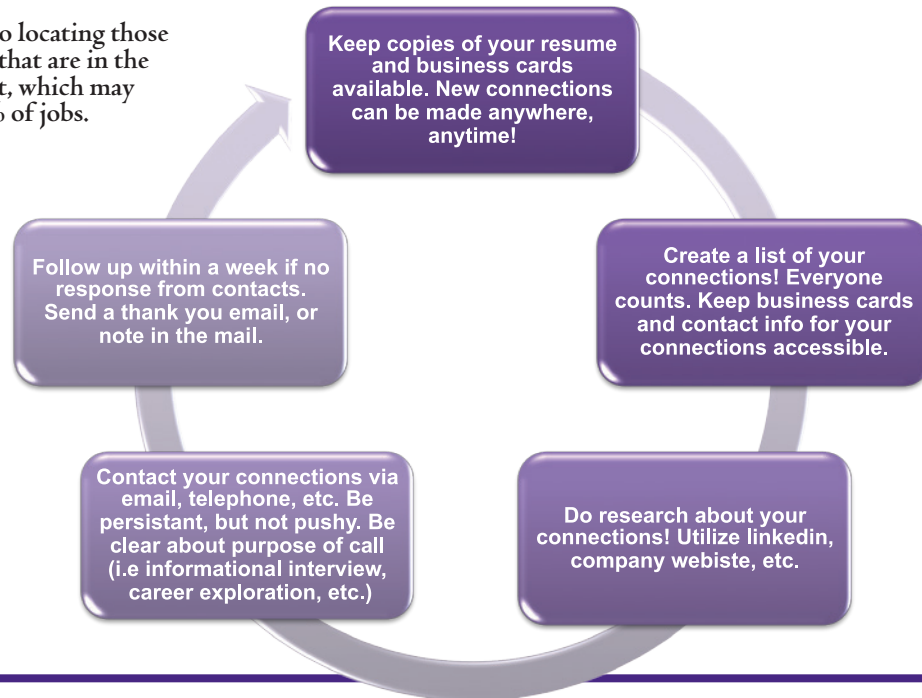 o locating those
that are in the
t, which may
of jobs.
Keep copies of your resume
and business cards
available. New connections
can be made anywhere,
anytime!
Create a list of your
connections! Everyone
counts. Keep business cards
and contact info for your
connections accessible.
Do research about your
connections! Utilize linkedin,
company webiste, etc.
Contact your connections via
email, telephone, etc. Be
persistant, but not pushy. Be
clear about purpose of call
(i.e informational interview,
career exploration, etc.)
Follow up within a week if no
response from contacts.
Send a thank you email, or
note in the mail.